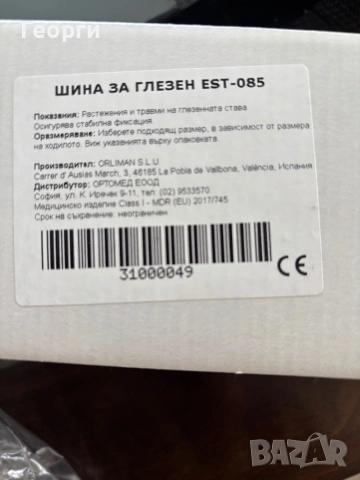 Георги
ШИНА ЗА ГЛЕЗЕН EST-085
Показания: Растежения и травми на глезенната става.
Осигурява стабилна фиксация.
Оразмеряване: Изберете подходящ размер, в зависимост от размера
на ходилото. Виж указанията върху опаковката.
Производител: ORLIMAN S.L.U
Carrer d' Ausias March, 3, 46185 La Pobla de Vallbona, València, Испания
Дистрибутор: ОРТОМЕД ЕООД
София, ул. К. Иречек 9-11, тел. (02) 9533570
Медицинско изделие Class I - MDR (EU) 2017/745
Срок на съхранение: неограничен
31000049
CE
BAZAR
bg